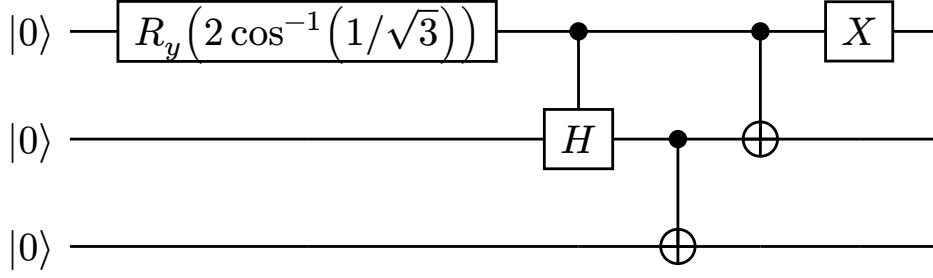 |0⟩ R_y(2 cos⁻¹(1/√3)) X
|0⟩ H
|0⟩